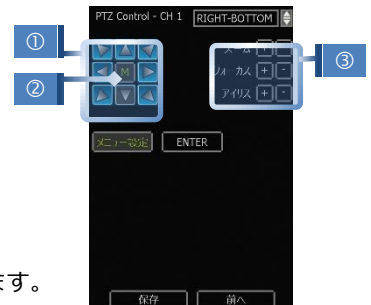 PTZ Control - CH 1 RIGHT-BOTTOM
①
ズーム + -
② M
フォーカス + -
③
アイリス + -
メニュー設定 ENTER
ます。
保存 前へ